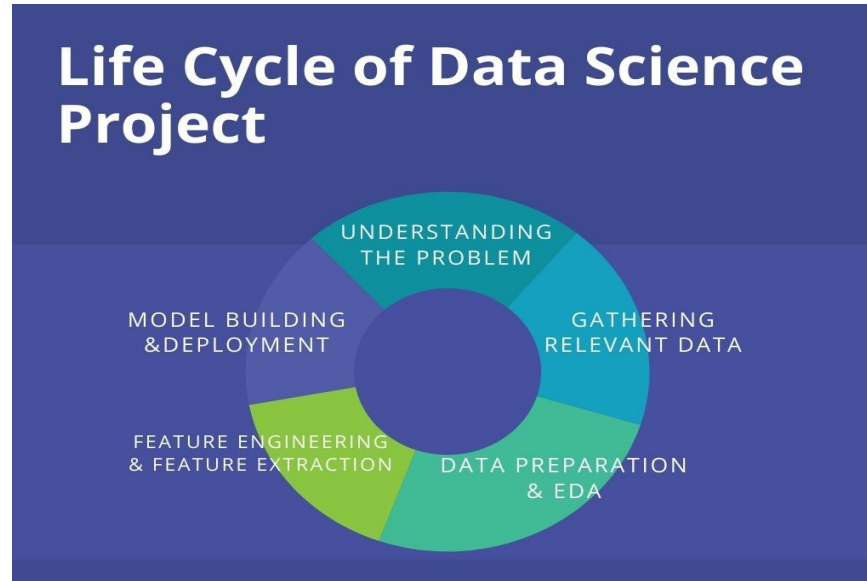 Life Cycle of Data Science
Project
UNDERSTANDING
THE PROBLEM
GATHERING
RELEVANT DATA
DATA PREPARATION
& EDA
FEATURE ENGINEERING
& FEATURE EXTRACTION
MODEL BUILDING
&DEPLOYMENT